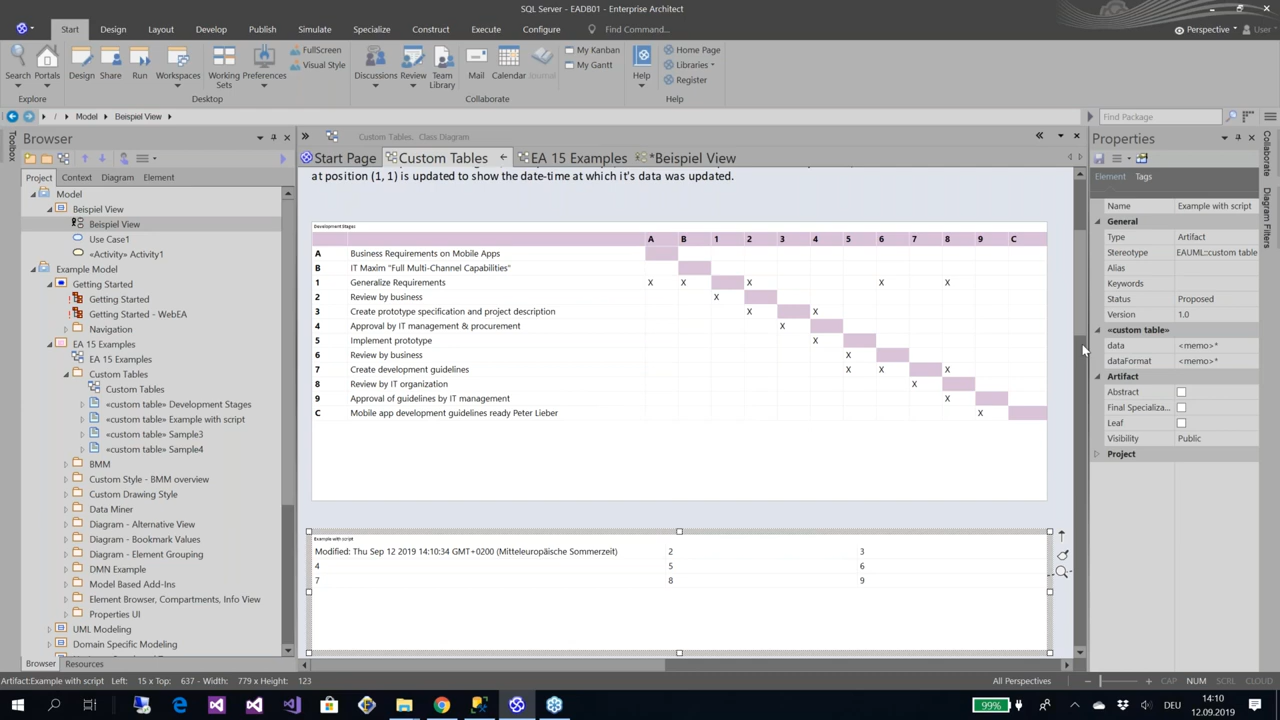 SQL Server - EADB01 - Enterprise Architect
Start Design Layout Develop Publish Simulate Specialize Construct Execute Configure Find Command... Perspective User
Search Portals Design Share Run Workspaces Working Sets Preferences FullScreen Visual Style Discussions Review Team Library Mail Calendar Journal My Kanban My Gantt Help Home Page Libraries Register
Explore Desktop Collaborate Help
/ Model Beispiel View Find Package
Toolbox
Browser
Project Context Diagram Element
Model
Beispiel View
Beispiel View
Use Case1
«Activity» Activity1
Example Model
Getting Started
Getting Started
Getting Started - WebEA
Navigation
EA 15 Examples
EA 15 Examples
Custom Tables
Custom Tables
«custom table» Development Stages
«custom table» Example with script
«custom table» Sample3
«custom table» Sample4
BMM
Custom Style - BMM overview
Custom Drawing Style
Data Miner
Diagram - Alternative View
Diagram - Bookmark Values
Diagram - Element Grouping
DMN Example
Model Based Add-Ins
Element Browser, Compartments, Info View
Properties UI
UML Modeling
Domain Specific Modeling
Browser Resources
Custom Tables. Class Diagram
Start Page Custom Tables EA 15 Examples *Beispiel View
at position (1, 1) is updated to show the date-time at which it's data was updated.
Development Stages
A B 1 2 3 4 5 6 7 8 9 C
A Business Requirements on Mobile Apps
B IT Maxim "Full Multi-Channel Capabilities"
1 Generalize Requirements X X X X X
2 Review by business X
3 Create prototype specification and project description X X
4 Approval by IT management & procurement X
5 Implement prototype X
6 Review by business X
7 Create development guidelines X X X
8 Review by IT organization X
9 Approval of guidelines by IT management X
C Mobile app development guidelines ready Peter Lieber X
Example with script
Modified: Thu Sep 12 2019 14:10:34 GMT+0200 (Mitteleuropäische Sommerzeit) 2 3
4 5 6
7 8 9
Properties
Element Tags
Name Example with script
General
Type Artifact
Stereotype EAUML::custom table
Alias
Keywords
Status Proposed
Version 1.0
«custom table»
data <memo>*
dataFormat <memo>*
Artifact
Abstract
Final Specializa...
Leaf
Visibility Public
Project
Collaborate
Diagram Filters
Artifact:Example with script Left: 15 x Top: 637 - Width: 779 x Height: 123 All Perspectives CAP NUM SCRL CLOUD
99% DEU 14:10
12.09.2019